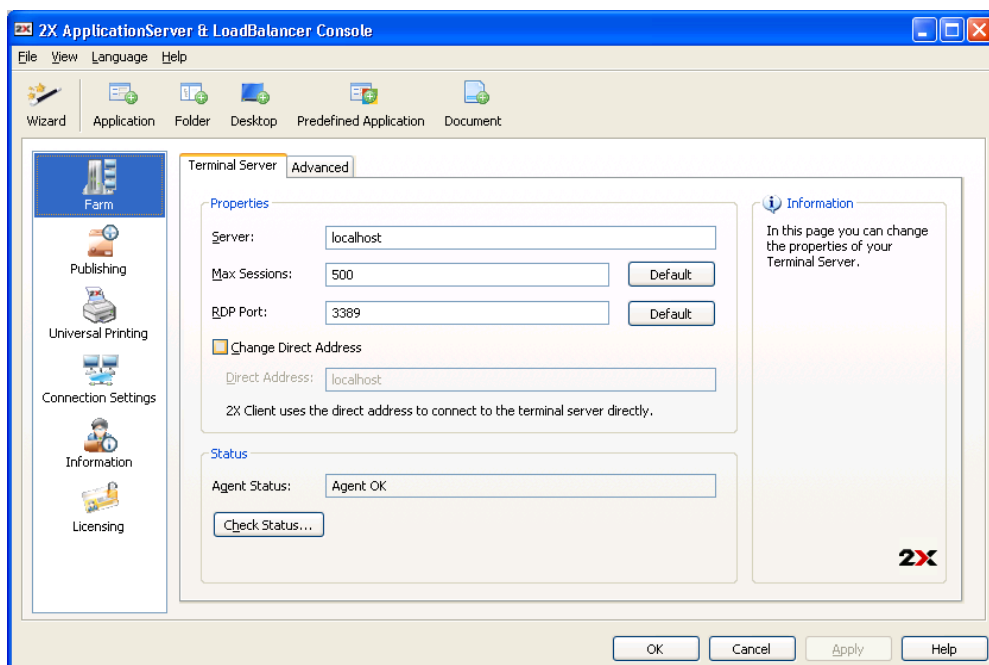 2X ApplicationServer & LoadBalancer Console
File View Language Help
Wizard Application Folder Desktop Predefined Application Document
Farm
Publishing
Universal Printing
Connection Settings
Information
Licensing
Terminal Server Advanced
Properties
Server: localhost
Max Sessions: 500 Default
RDP Port: 3389 Default
Change Direct Address
Direct Address: localhost
2X Client uses the direct address to connect to the terminal server directly.
Status
Agent Status: Agent OK
Check Status...
Information
In this page you can change
the properties of your
Terminal Server.
2X
OK Cancel Apply Help